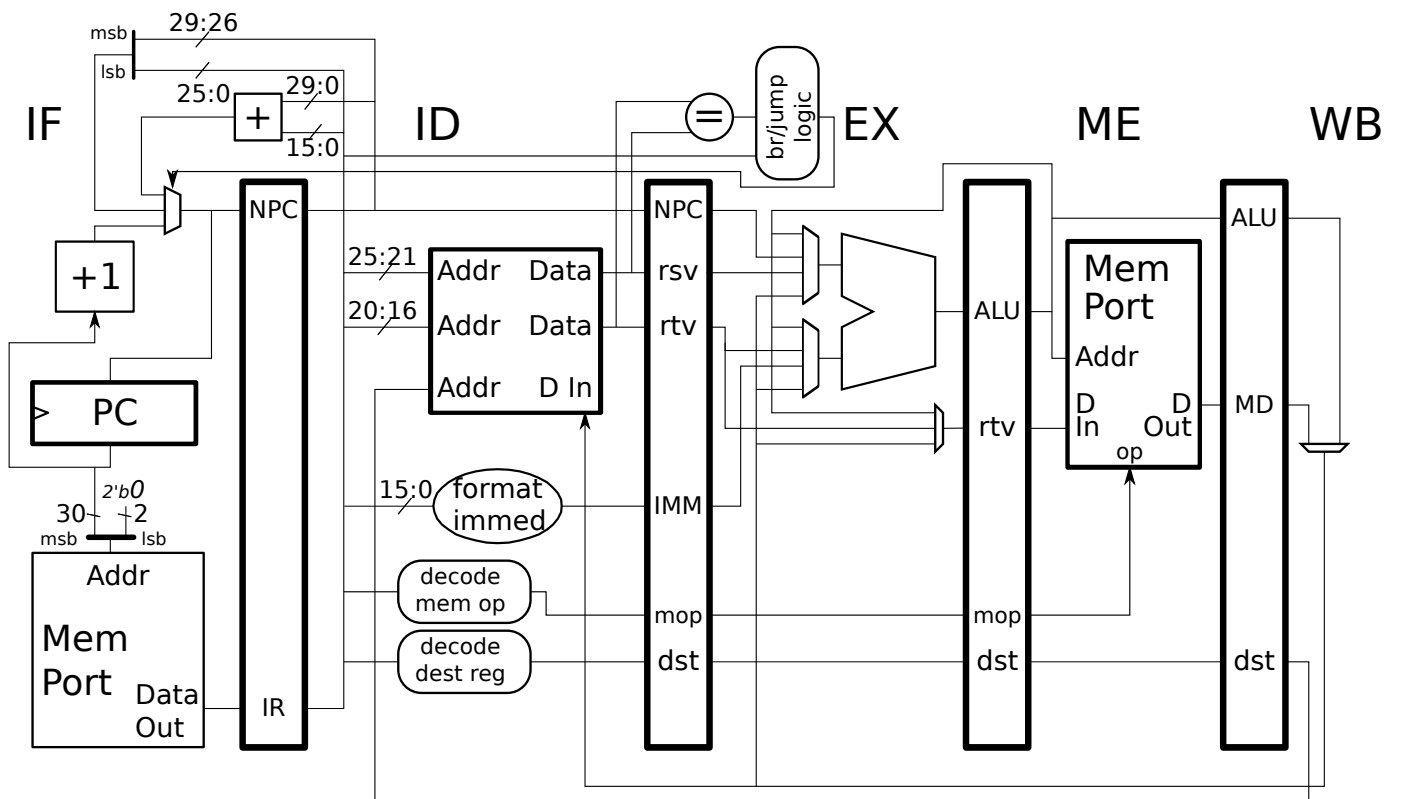 29:26
msb
lsb
25:0
29:0
+
15:0
IF
ID
=
br/jump
logic
EX
ME
WB
NPC
NPC
ALU
+1
25:21
Addr
Data
rsv
Mem
Port
20:16
Addr
Data
rtv
ALU
Addr
PC
Addr
D In
D
In
D
Out
MD
rtv
op
2'b0
30
2
msb
lsb
15:0
format
immed
IMM
Addr
decode
mem op
mop
mop
Mem
Port
decode
dest reg
dst
dst
dst
Data
Out
IR